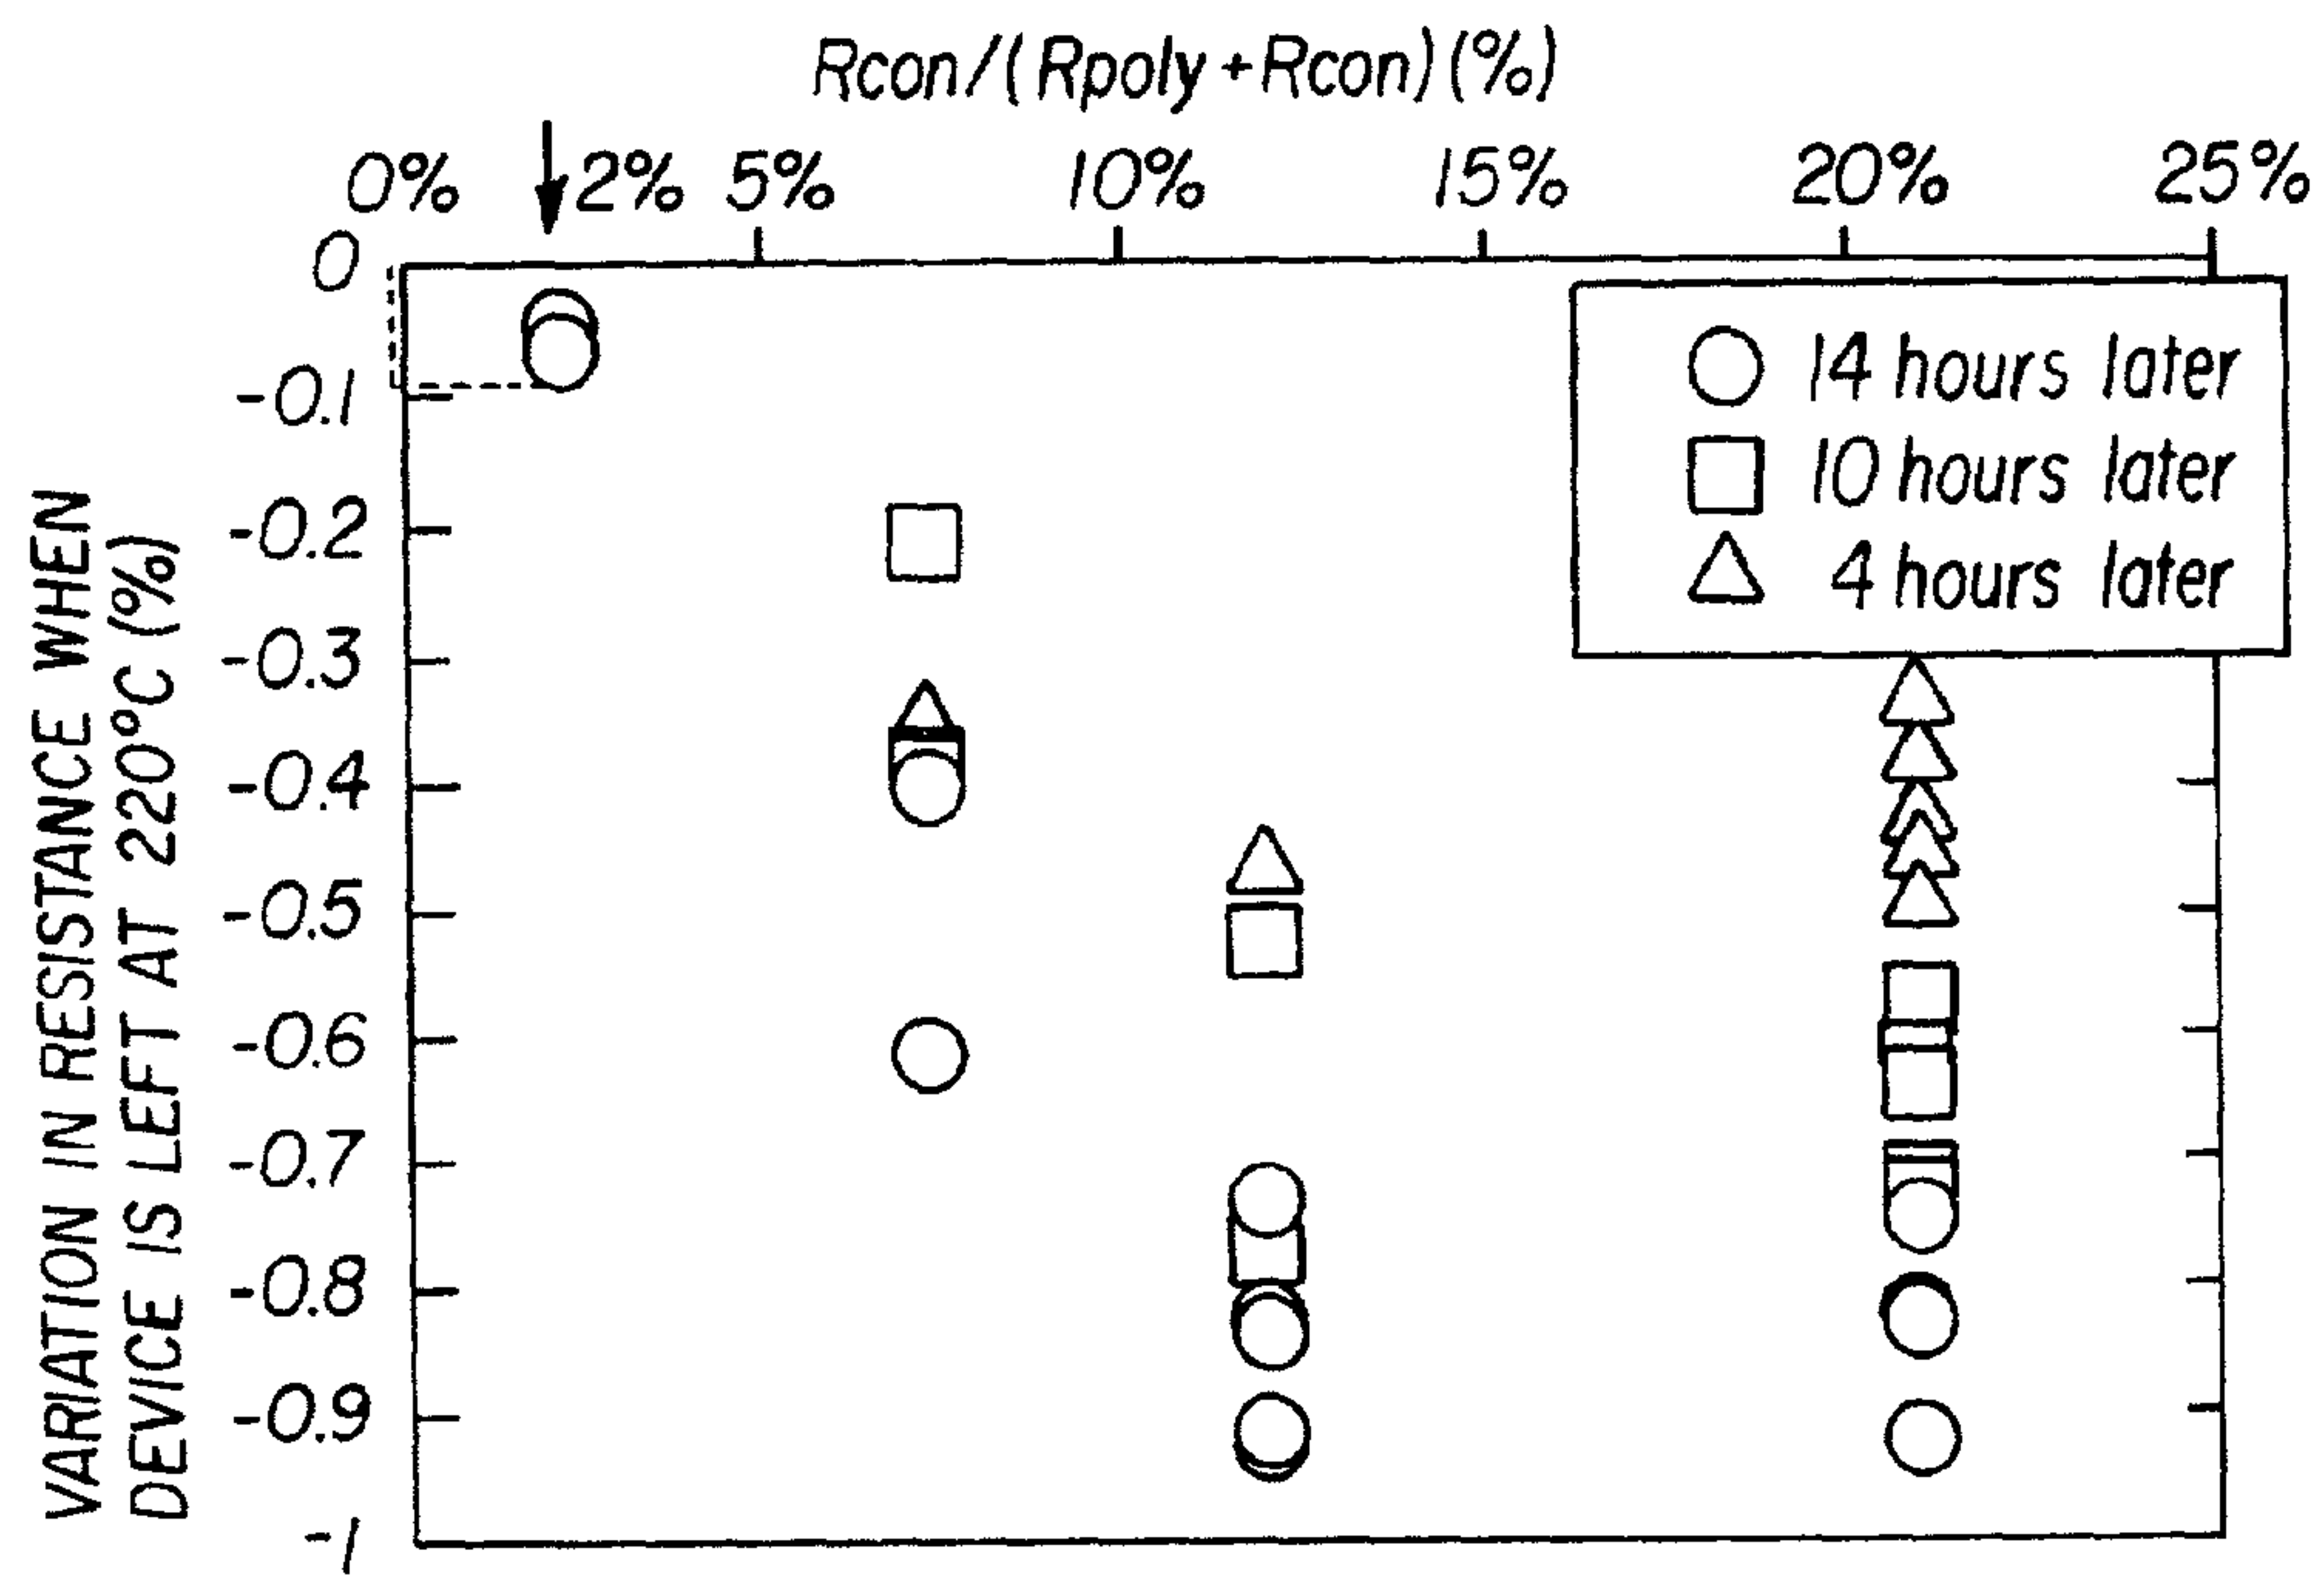 Rcon/(Rpoly+Rcon)(%)
0% 2% 5% 10% 15% 20% 25%
0
-0.1
-0.2
-0.3
-0.4
-0.5
-0.6
-0.7
-0.8
-0.9
-1
VARIATION IN RESISTANCE WHEN
DEVICE IS LEFT AT 220°C (%)
14 hours later
10 hours later
4 hours later